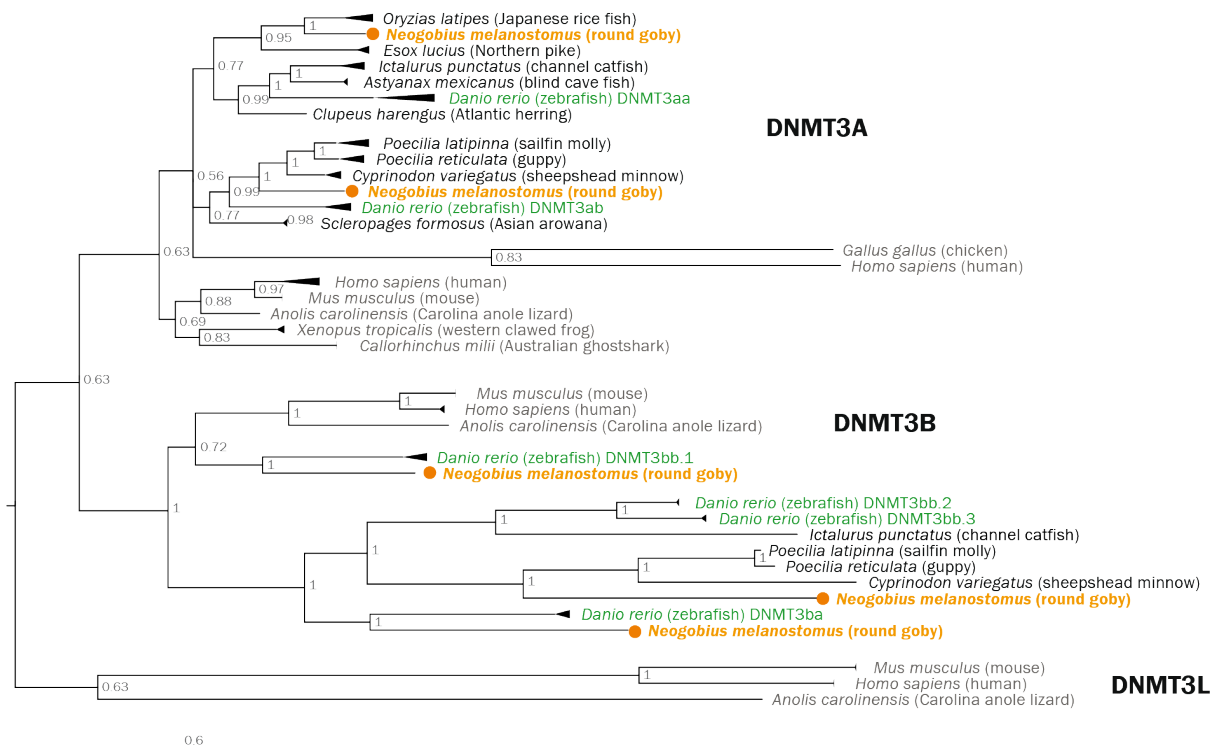 Oryzias latipes (Japanese rice fish)
1
Neogobius melanostomus (round goby)
0.95
Esox lucius (Northern pike)
0.77
Ictalurus punctatus (channel catfish)
1
Astyanax mexicanus (blind cave fish)
1
Danio rerio (zebrafish) DNMT3aa
0.99
Clupeus harengus (Atlantic herring)
DNMT3A
Poecilia latipinna (sailfin molly)
1
Poecilia reticulata (guppy)
1
Cyprinodon variegatus (sheepshead minnow)
0.56
1
Neogobius melanostomus (round goby)
0.99
Danio rerio (zebrafish) DNMT3ab
0.77
0.98
Scleropages formosus (Asian arowana)
0.63
Gallus gallus (chicken)
0.83
Homo sapiens (human)
Homo sapiens (human)
0.97
Mus musculus (mouse)
0.88
Anolis carolinensis (Carolina anole lizard)
0.69
Xenopus tropicalis (western clawed frog)
0.83
Callorhinchus milii (Australian ghostshark)
0.63
Mus musculus (mouse)
1
Homo sapiens (human)
1
Anolis carolinensis (Carolina anole lizard)
DNMT3B
0.72
Danio rerio (zebrafish) DNMT3bb.1
1
Neogobius melanostomus (round goby)
1
Danio rerio (zebrafish) DNMT3bb.2
1
Danio rerio (zebrafish) DNMT3bb.3
1
Ictalurus punctatus (channel catfish)
1
Poecilia latipinna (sailfin molly)
1
Poecilia reticulata (guppy)
1
Cyprinodon variegatus (sheepshead minnow)
1
Neogobius melanostomus (round goby)
1
Danio rerio (zebrafish) DNMT3ba
1
Neogobius melanostomus (round goby)
Mus musculus (mouse)
1
Homo sapiens (human)
0.63
Anolis carolinensis (Carolina anole lizard)
DNMT3L
0.6